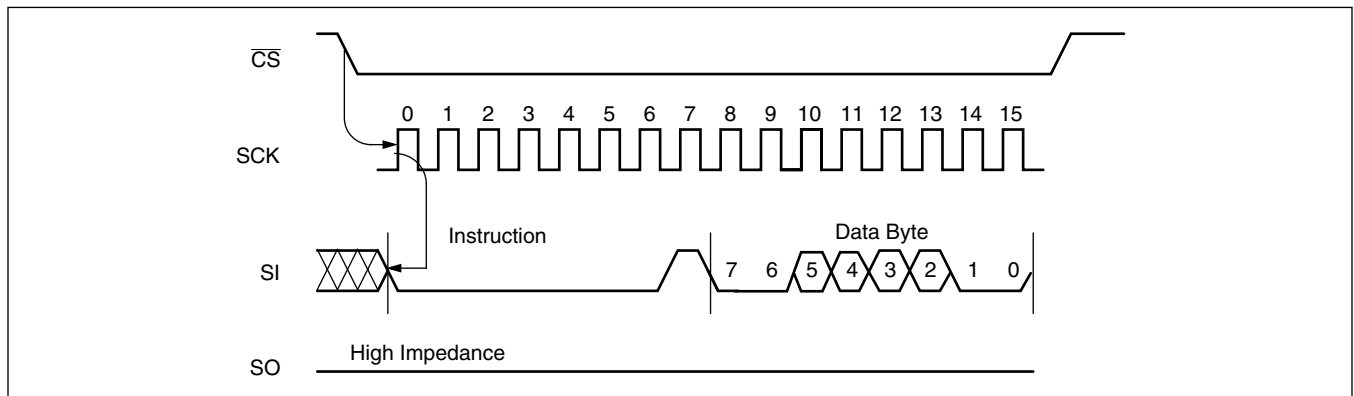 CS
0 1 2 3 4 5 6 7 8 9 10 11 12 13 14 15
SCK
Instruction
Data Byte
SI
7 6 5 4 3 2 1 0
High Impedance
SO